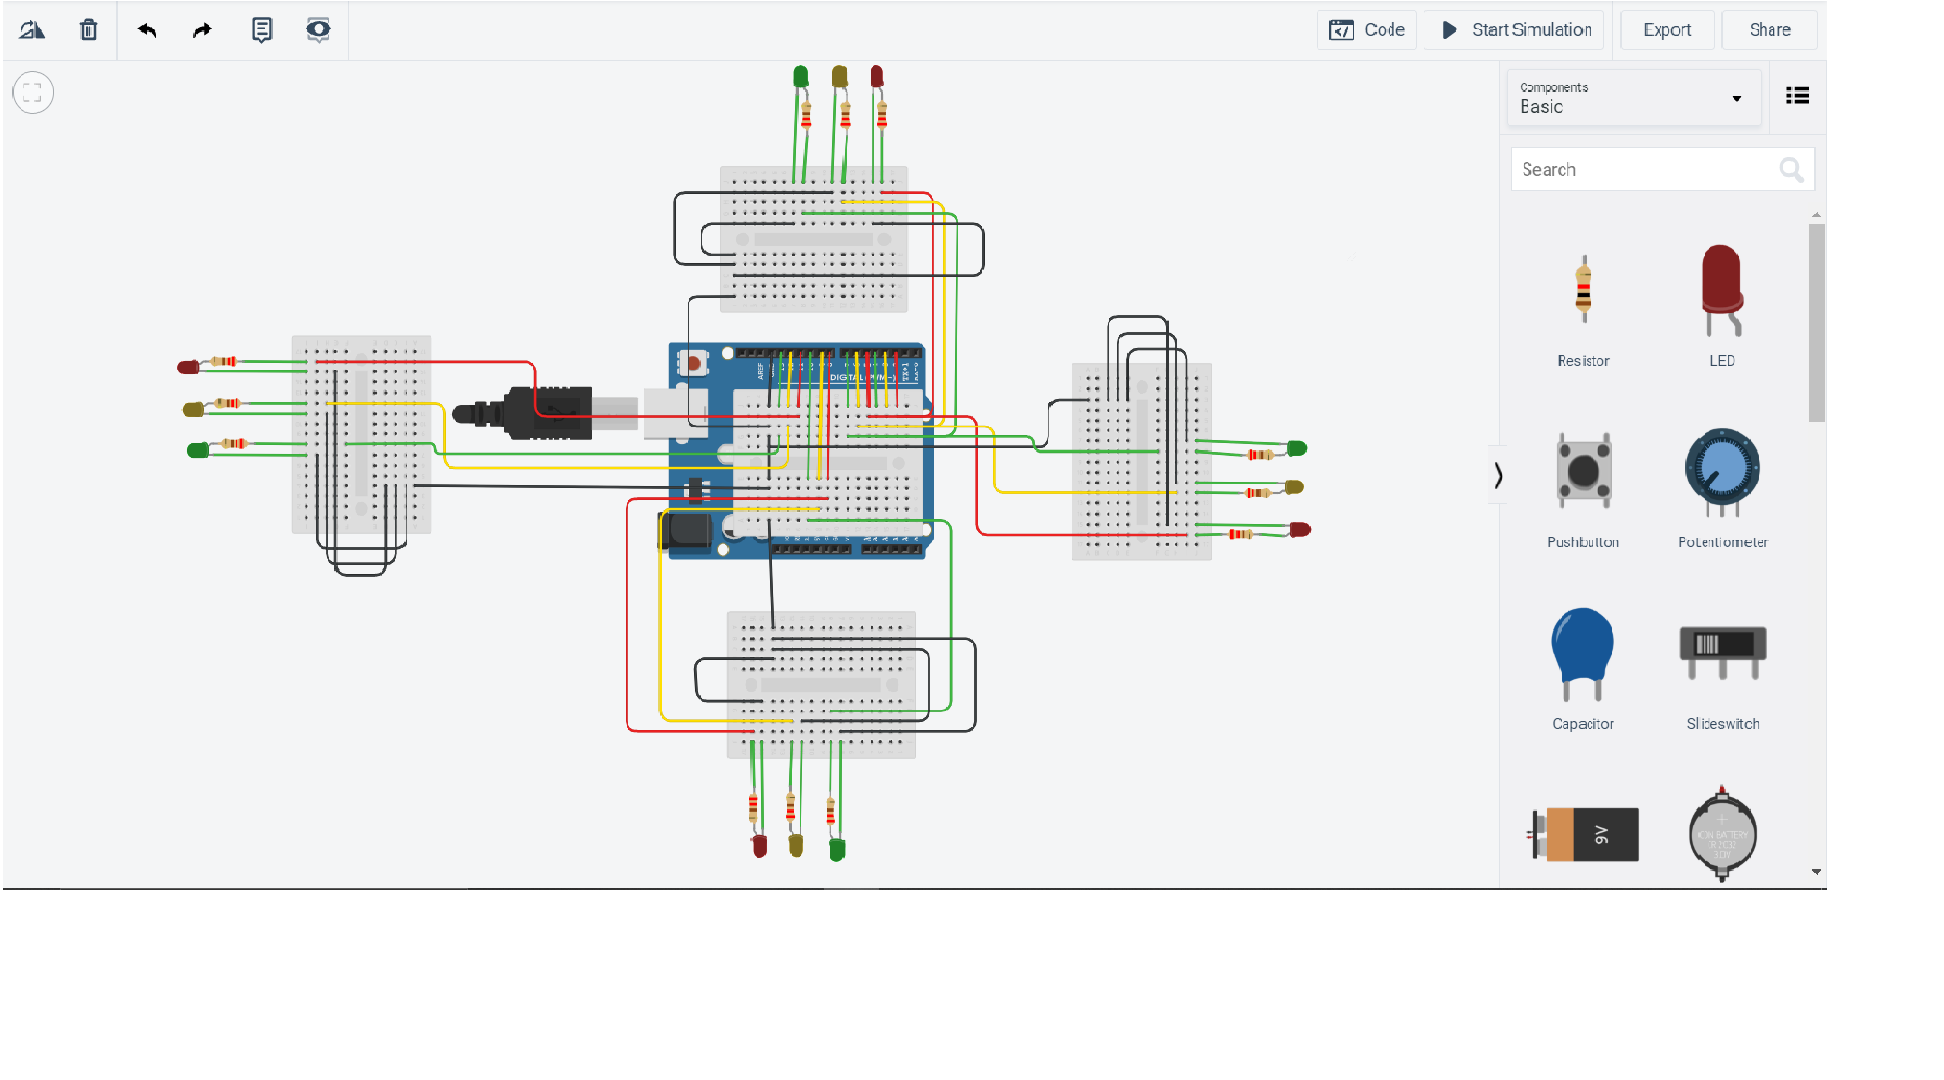 Code
Start Simulation
Export
Share
Components
Basic
Search
Resistor
LED
Pushbutton
Potentiometer
Capacitor
Slideswitch
9V
AREF
DIGITAL (PWM~)